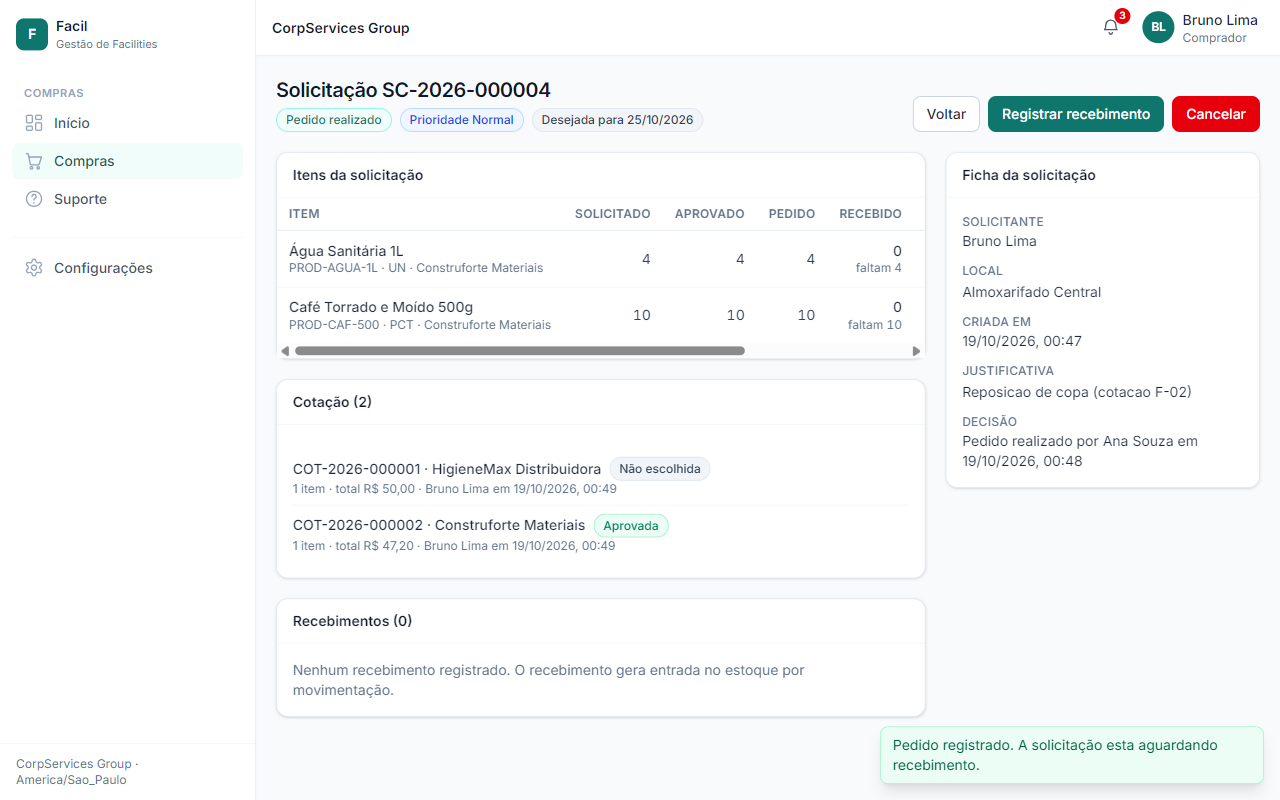 F
Facil
Gestão de Facilities
COMPRAS
Início
Compras
Suporte
Configurações
CorpServices Group ·
America/Sao_Paulo
CorpServices Group
3
BL
Bruno Lima
Comprador
Solicitação SC-2026-000004
Pedido realizado
Prioridade Normal
Desejada para 25/10/2026
Voltar
Registrar recebimento
Cancelar
Itens da solicitação
ITEM SOLICITADO APROVADO PEDIDO RECEBIDO
Água Sanitária 1L 4 4 4 0
PROD-AGUA-1L · UN · Construforte Materiais faltam 4
Café Torrado e Moído 500g 10 10 10 0
PROD-CAF-500 · PCT · Construforte Materiais faltam 10
Cotação (2)
COT-2026-000001 · HigieneMax Distribuidora Não escolhida
1 item · total R$ 50,00 · Bruno Lima em 19/10/2026, 00:49
COT-2026-000002 · Construforte Materiais Aprovada
1 item · total R$ 47,20 · Bruno Lima em 19/10/2026, 00:49
Recebimentos (0)
Nenhum recebimento registrado. O recebimento gera entrada no estoque por
movimentação.
Ficha da solicitação
SOLICITANTE
Bruno Lima
LOCAL
Almoxarifado Central
CRIADA EM
19/10/2026, 00:47
JUSTIFICATIVA
Reposicao de copa (cotacao F-02)
DECISÃO
Pedido realizado por Ana Souza em
19/10/2026, 00:48
Pedido registrado. A solicitação esta aguardando
recebimento.